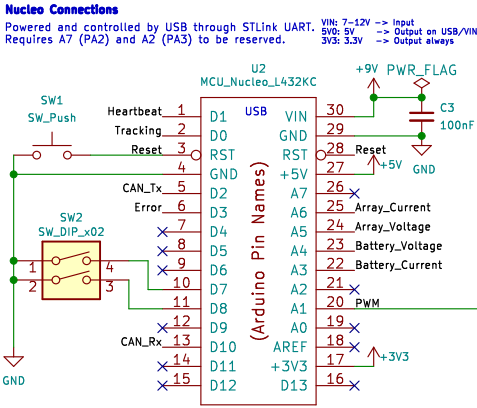 Nucleo Connections
Powered and controlled by USB through STLink UART.
Requires A7 (PA2) and A2 (PA3) to be reserved.
VIN: 7-12V -> Input
5V0: 5V -> Output on USB/VIN
3V3: 3.3V -> Output always
U2
MCU_Nucleo_L432KC
USB
(Arduino Pin Names)
+9V
PWR_FLAG
C3
100nF
GND
SW1
SW_Push
SW2
SW_DIP_x02
1 4
2 3
GND
Heartbeat 1 D1
Tracking 2 D0
Reset 3 RST
4 GND
CAN_Tx 5 D2
Error 6 D3
7 D4
8 D5
9 D6
10 D7
11 D8
12 D9
CAN_Rx 13 D10
14 D11
15 D12
VIN 30
GND 29
RST 28 Reset
+5V 27 +5V
A7 26
A6 25 Array_Current
A5 24 Array_Voltage
A4 23 Battery_Voltage
A3 22 Battery_Current
A2 21
A1 20 PWM
A0 19
AREF 18
+3V3 17 +3V3
D13 16